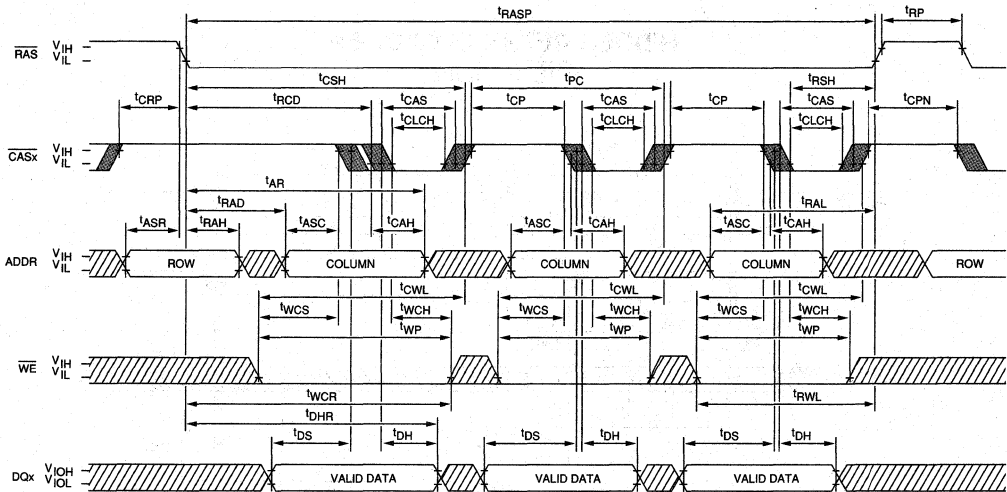 tRASP tRP
RAS VIH
VIL
tCSH tPC tRSH
tCRP tRCD tCAS tCP tCAS tCP tCAS tCPN
tCLCH tCLCH tCLCH
CASx VIH
VIL
tAR
tRAD tRAL
tASR tRAH tASC tCAH tASC tCAH tASC tCAH
ADDR VIH
VIL
ROW COLUMN COLUMN COLUMN ROW
tCWL tCWL tCWL
tWCS tWCH tWCS tWCH tWCS tWCH
tWP tWP tWP
WE VIH
VIL
tWCR tRWL
tDHR
tDS tDH tDS tDH tDS tDH
DQx VIOH
VIOL
VALID DATA VALID DATA VALID DATA